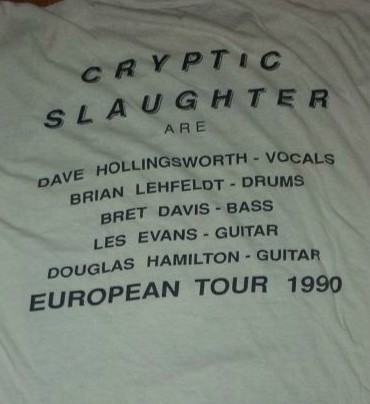 CRYPTIC
SLAUGHTER
ARE
DAVE HOLLINGSWORTH - VOCALS
BRIAN LEHFELDT - DRUMS
BRET DAVIS - BASS
LES EVANS - GUITAR
DOUGLAS HAMILTON - GUITAR
EUROPEAN TOUR 1990